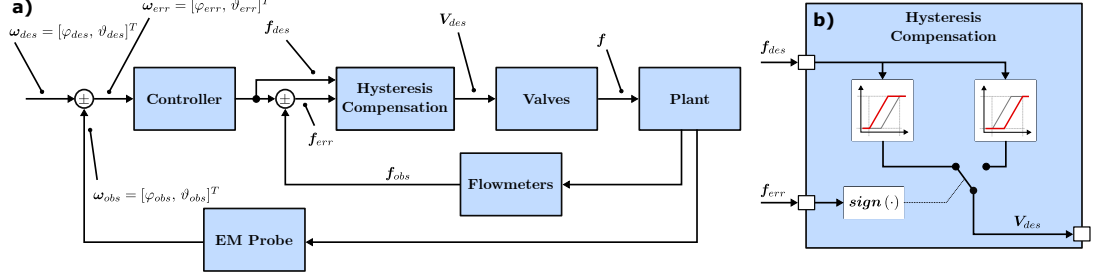 a)
ω_err = [φ_err, ϑ_err]^T
ω_des = [φ_des, ϑ_des]^T
f_des
V_des
f
±
Controller
±
Hysteresis
Compensation
Valves
Plant
f_err
f_obs
Flowmeters
ω_obs = [φ_obs, ϑ_obs]^T
EM Probe
b)
Hysteresis
Compensation
f_des
f_err
sign (·)
V_des